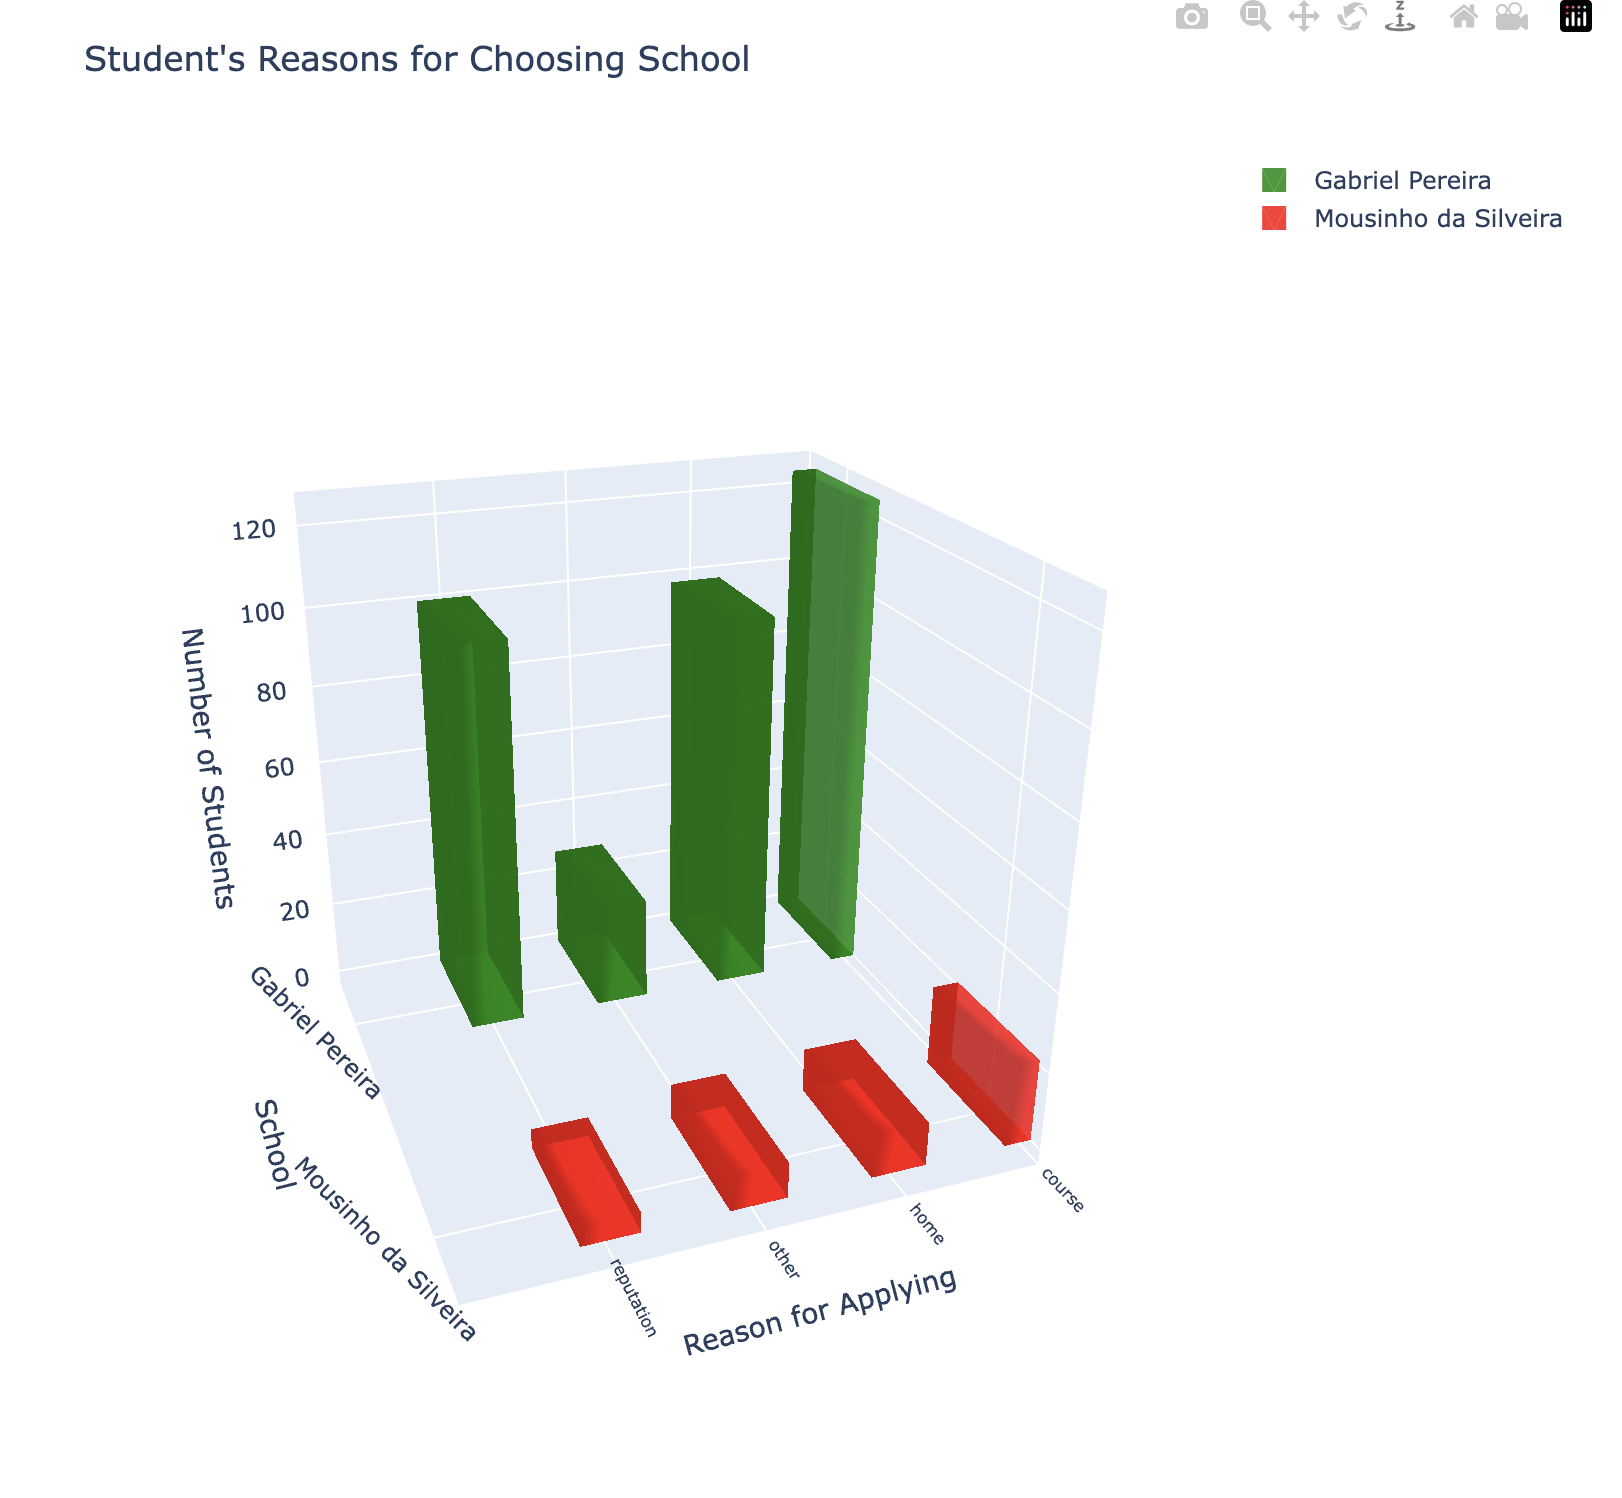 Student's Reasons for Choosing School
Gabriel Pereira
Mousinho da Silveira
Number of Students
120
100
80
60
40
20
0
Gabriel Pereira
Mousinho da Silveira
School
reputation
other
home
course
Reason for Applying
z